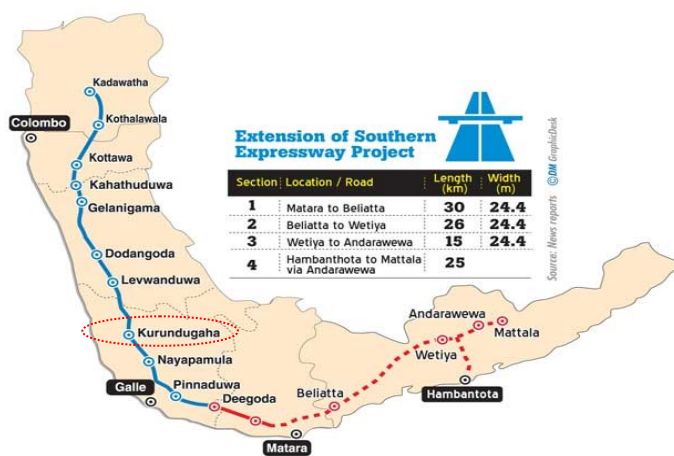 Kadawatha
Kothalawala
Colombo
Kottawa
Kahathuduwa
Gelanigama
Dodangoda
Levwanduwa
Kurundugaha
Nayapamula
Galle
Pinnaduwa
Deegoda
Matara
Beliatta
Wetiya
Andarawewa
Mattala
Hambantota
Extension of Southern
Expressway Project
Section Location / Road Length (km) Width (m)
1 Matara to Beliatta 30 24.4
2 Beliatta to Wetiya 26 24.4
3 Wetiya to Andarawewa 15 24.4
4 Hambanthota to Mattala via Andarawewa 25
Source: News reports ©DM GraphicDesk